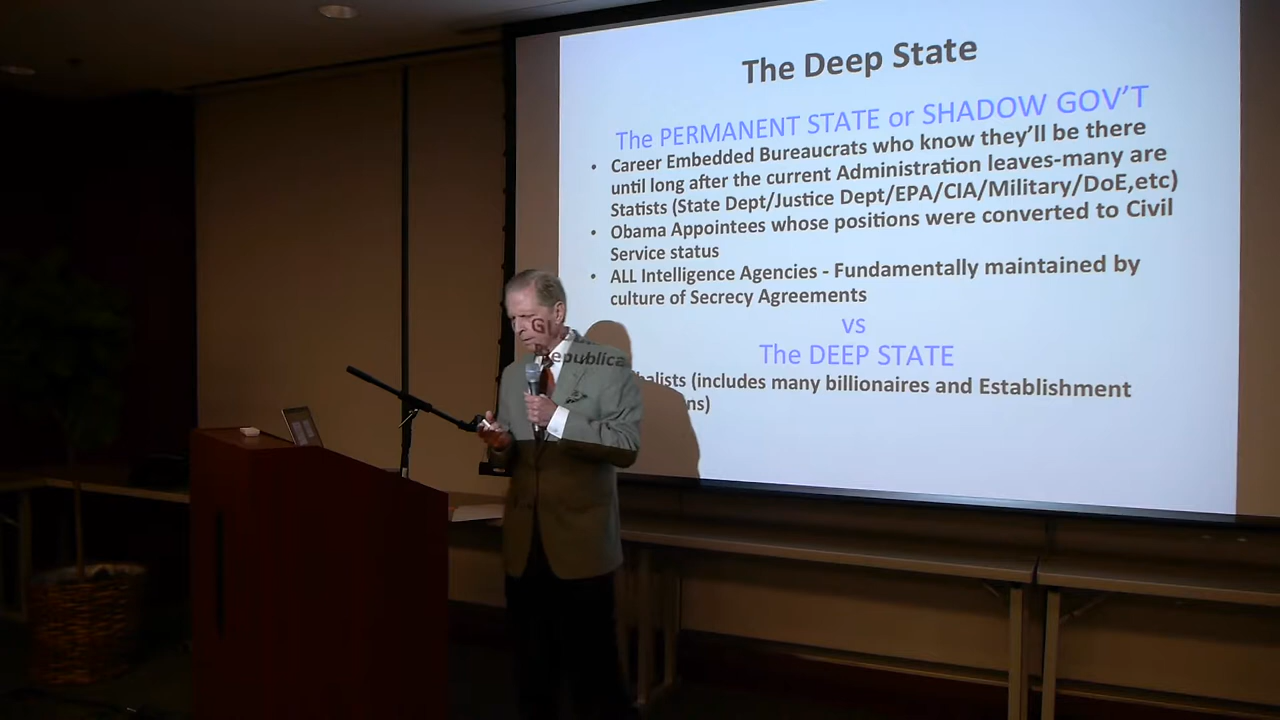 The Deep State
The PERMANENT STATE or SHADOW GOV'T
• Career Embedded Bureaucrats who know they'll be there
until long after the current Administration leaves-many are
Statists (State Dept/Justice Dept/EPA/CIA/Military/DoE,etc)
• Obama Appointees whose positions were converted to Civil
Service status
• ALL Intelligence Agencies - Fundamentally maintained by
culture of Secrecy Agreements
vs
The DEEP STATE
(includes many billionaires and Establishment